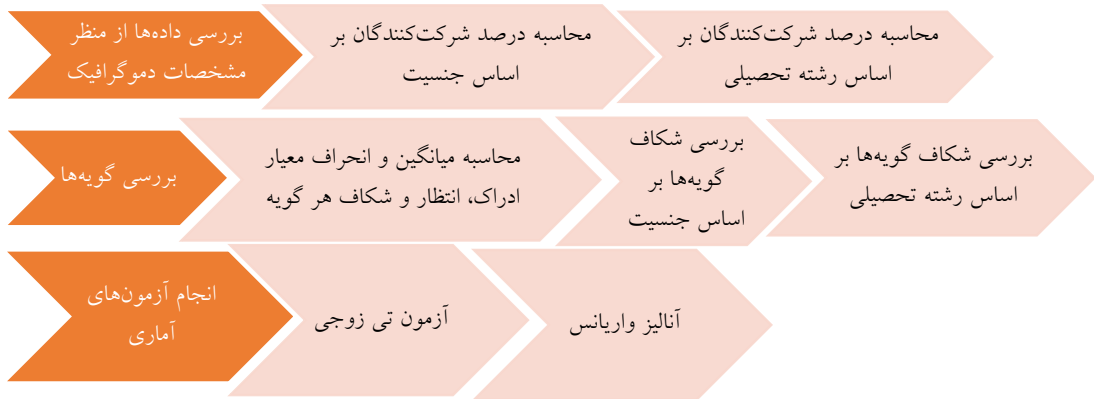 بررسی داده‌ها از منظر
مشخصات دموگرافیک
محاسبه درصد شرکت‌کنندگان بر
اساس جنسیت
محاسبه درصد شرکت‌کنندگان بر
اساس رشته تحصیلی
بررسی گویه‌ها
محاسبه میانگین و انحراف معیار
ادراک، انتظار و شکاف هر گویه
بررسی شکاف
گویه‌ها بر
اساس جنسیت
بررسی شکاف گویه‌ها بر
اساس رشته تحصیلی
انجام آزمون‌های
آماری
آزمون تی زوجی
آنالیز واریانس